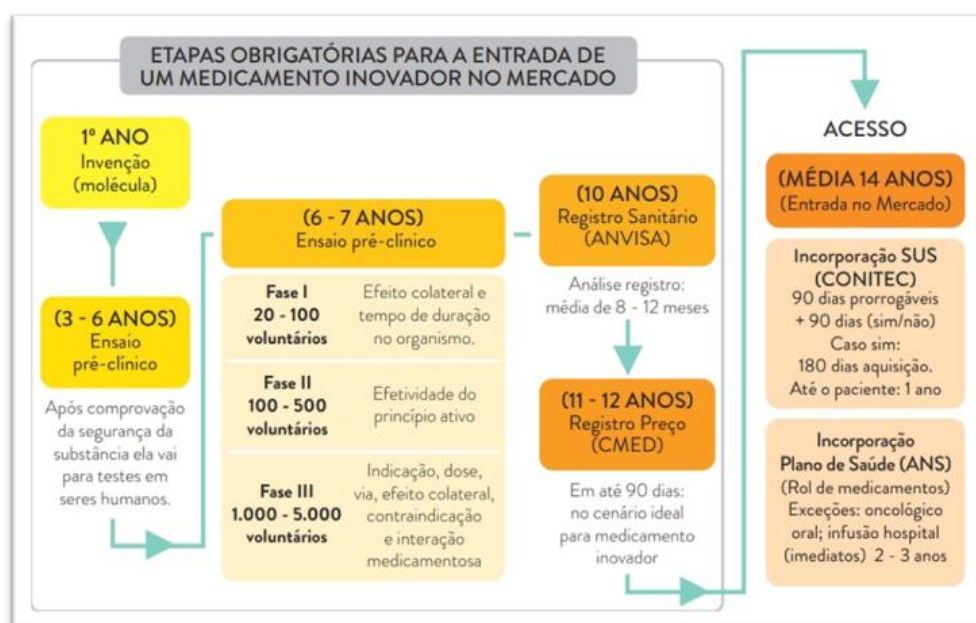 ETAPAS OBRIGATÓRIAS PARA A ENTRADA DE
UM MEDICAMENTO INOVADOR NO MERCADO
1º ANO
Invenção
(molécula)
(3 - 6 ANOS)
Ensaio
pré-clínico
Após comprovação
da segurança da
substância ela vai
para testes em
seres humanos.
(6 - 7 ANOS)
Ensaio pré-clínico
Fase I
20 - 100
voluntários
Efeito colateral e
tempo de duração
no organismo.
Fase II
100 - 500
voluntários
Efetividade do
princípio ativo
Fase III
1.000 - 5.000
voluntários
Indicação, dose,
via, efeito colateral,
contraindicação
e interação
medicamentosa
(10 ANOS)
Registro Sanitário
(ANVISA)
Análise registro:
média de 8 - 12 meses
(11 - 12 ANOS)
Registro Preço
(CMED)
Em até 90 dias:
no cenário ideal
para medicamento
inovador
ACESSO
(MÉDIA 14 ANOS)
(Entrada no Mercado)
Incorporação SUS
(CONITEC)
90 dias prorrogáveis
+ 90 dias (sim/não)
Caso sim:
180 dias aquisição.
Até o paciente: 1 ano
Incorporação
Plano de Saúde (ANS)
(Rol de medicamentos)
Exceções: oncológico
oral; infusão hospital
(imediatos) 2 - 3 anos